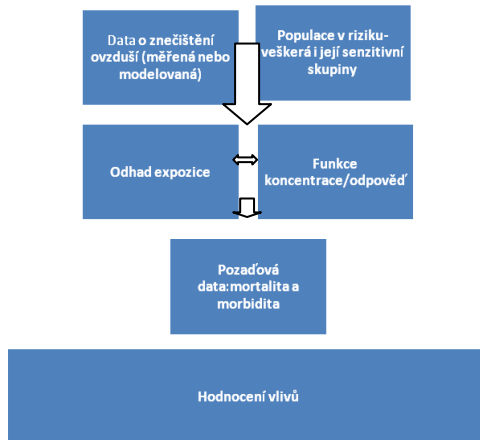 Data o znečištění
ovzduší (měřená nebo
modelovaná)
Populace v riziku-
veškerá i její senzitivní
skupiny
Odhad expozice
Funkce
koncentrace/odpověď
Pozaďová
data:mortalita a
morbidita
Hodnocení vlivů